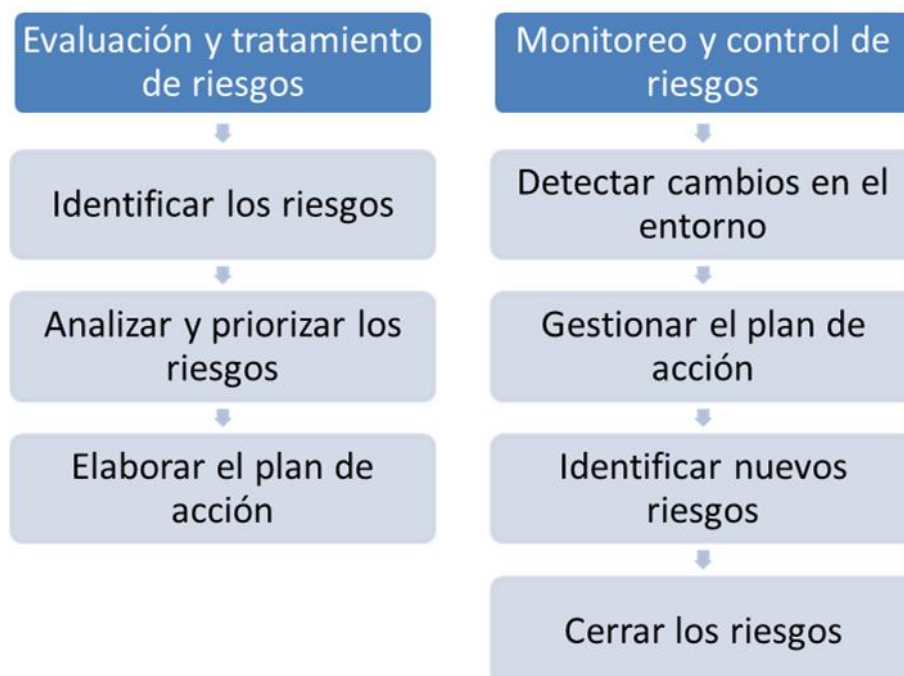 Evaluación y tratamiento
de riesgos
Identificar los riesgos
Analizar y priorizar los
riesgos
Elaborar el plan de
acción
Monitoreo y control de
riesgos
Detectar cambios en el
entorno
Gestionar el plan de
acción
Identificar nuevos
riesgos
Cerrar los riesgos